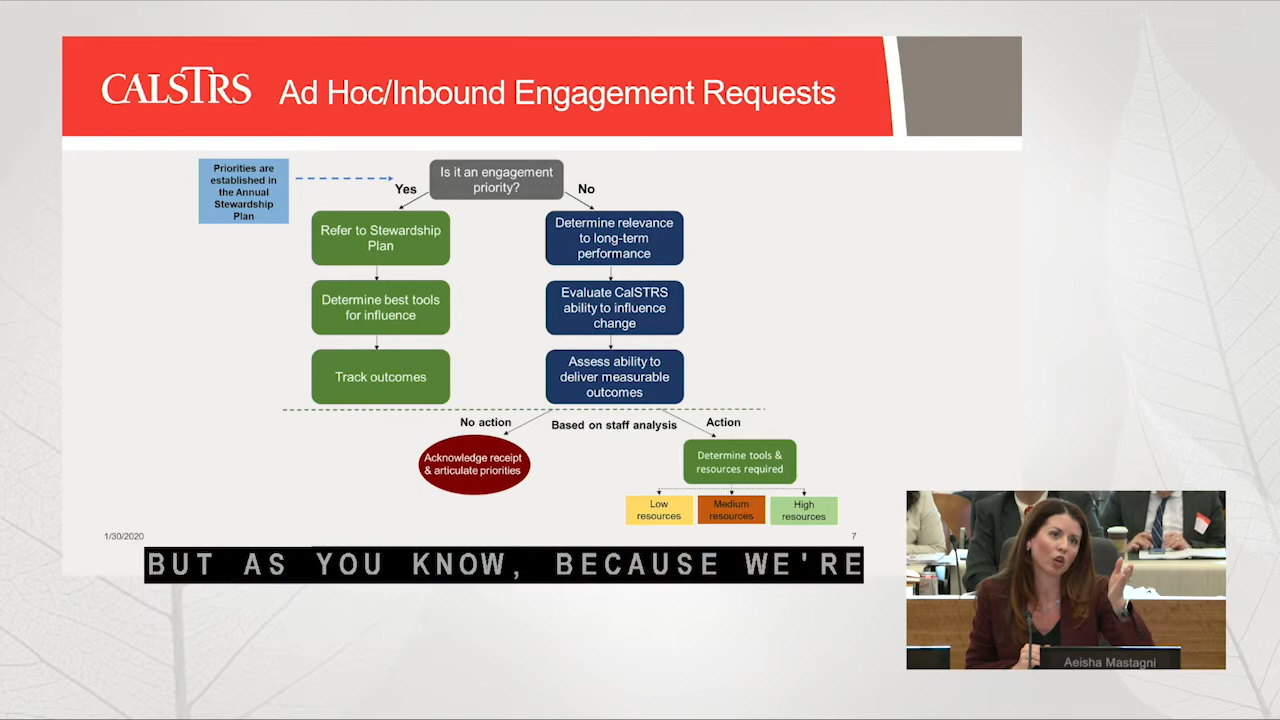 CALSTRS Ad Hoc/Inbound Engagement Requests
Priorities are
established in
the Annual
Stewardship
Plan
Is it an engagement
priority?
Yes
No
Refer to Stewardship
Plan
Determine relevance
to long-term
performance
Determine best tools
for influence
Evaluate CalSTRS
ability to influence
change
Track outcomes
Assess ability to
deliver measurable
outcomes
No action
Based on staff analysis
Action
Acknowledge receipt
& articulate priorities
Determine tools &
resources required
Low
resources
Medium
resources
High
resources
1/30/2020
7
BUT AS YOU KNOW, BECAUSE WE'RE
Aeisha Mastagni